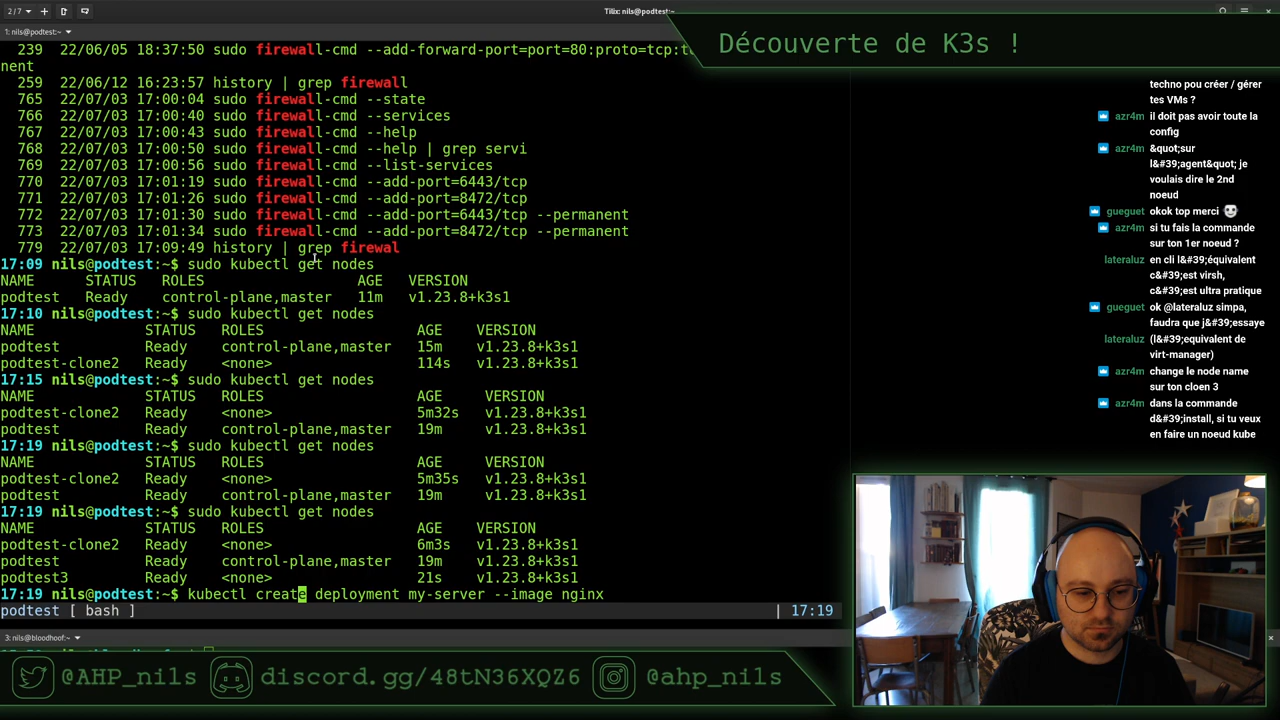 2/7
Tilix: nils@podtest:~
1: nils@podtest:~
Découverte de K3s !
239 22/06/05 18:37:50 sudo firewall-cmd --add-forward-port=port=80:proto=tcp:
nent
259 22/06/12 16:23:57 history | grep firewall
765 22/07/03 17:00:04 sudo firewall-cmd --state
766 22/07/03 17:00:40 sudo firewall-cmd --services
767 22/07/03 17:00:43 sudo firewall-cmd --help
768 22/07/03 17:00:50 sudo firewall-cmd --help | grep servi
769 22/07/03 17:00:56 sudo firewall-cmd --list-services
770 22/07/03 17:01:19 sudo firewall-cmd --add-port=6443/tcp
771 22/07/03 17:01:26 sudo firewall-cmd --add-port=8472/tcp
772 22/07/03 17:01:30 sudo firewall-cmd --add-port=6443/tcp --permanent
773 22/07/03 17:01:34 sudo firewall-cmd --add-port=8472/tcp --permanent
779 22/07/03 17:09:49 history | grep firewal
17:09 nils@podtest:~$ sudo kubectl get nodes
NAME STATUS ROLES AGE VERSION
podtest Ready control-plane,master 11m v1.23.8+k3s1
17:10 nils@podtest:~$ sudo kubectl get nodes
NAME STATUS ROLES AGE VERSION
podtest Ready control-plane,master 15m v1.23.8+k3s1
podtest-clone2 Ready <none> 114s v1.23.8+k3s1
17:15 nils@podtest:~$ sudo kubectl get nodes
NAME STATUS ROLES AGE VERSION
podtest-clone2 Ready <none> 5m32s v1.23.8+k3s1
podtest Ready control-plane,master 19m v1.23.8+k3s1
17:19 nils@podtest:~$ sudo kubectl get nodes
NAME STATUS ROLES AGE VERSION
podtest-clone2 Ready <none> 5m35s v1.23.8+k3s1
podtest Ready control-plane,master 19m v1.23.8+k3s1
17:19 nils@podtest:~$ sudo kubectl get nodes
NAME STATUS ROLES AGE VERSION
podtest-clone2 Ready <none> 6m3s v1.23.8+k3s1
podtest Ready control-plane,master 19m v1.23.8+k3s1
podtest3 Ready <none> 21s v1.23.8+k3s1
17:19 nils@podtest:~$ kubectl create deployment my-server --image nginx
podtest [ bash ] | 17:19
3: nils@bloodhoof:~
techno pou créer / gérer
tes VMs ?
azr4m il doit pas avoir toute la
config
azr4m &quot;sur
l&#39;agent&quot; je
voulais dire le 2nd
noeud
gueguet okok top merci
azr4m si tu fais la commande
sur ton 1er noeud ?
lateraluz en cli l&#39;équivalent
c&#39;est virsh,
c&#39;est ultra pratique
gueguet ok @lateraluz simpa,
faudra que j&#39;essaye
lateraluz (l&#39;equivalent de
virt-manager)
azr4m change le node name
sur ton cloen 3
azr4m dans la commande
d&#39;install, si tu veux
en faire un noeud kube
@AHP_nils discord.gg/48tN36XQZ6 @ahp_nils